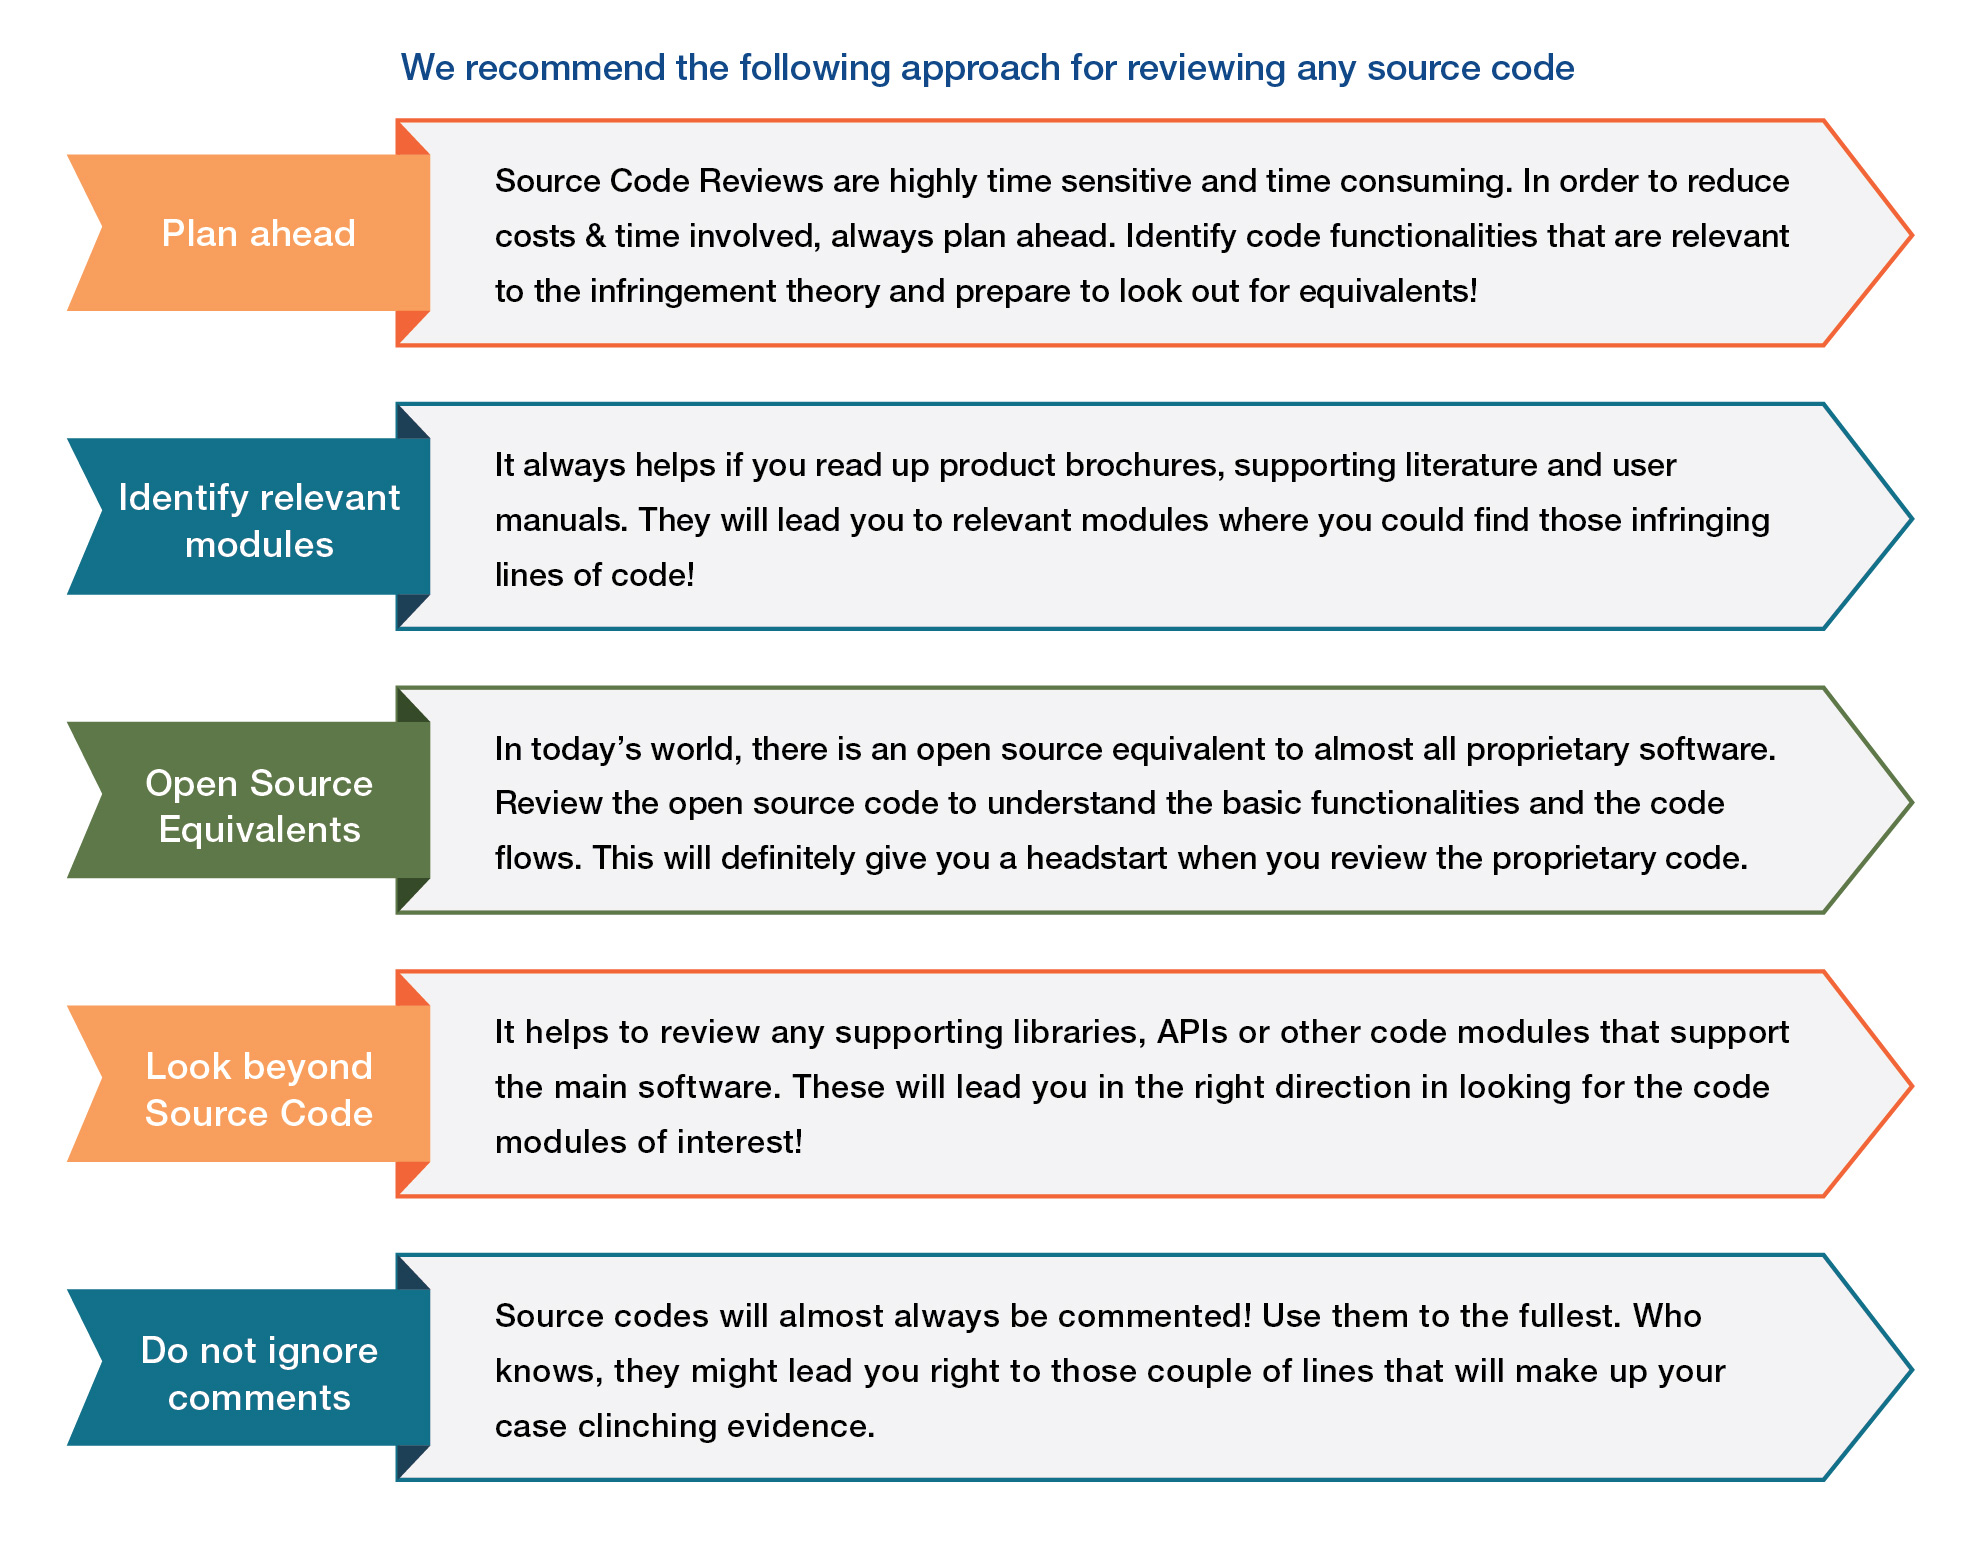 We recommend the following approach for reviewing any source code
Plan ahead
Source Code Reviews are highly time sensitive and time consuming. In order to reduce
costs & time involved, always plan ahead. Identify code functionalities that are relevant
to the infringement theory and prepare to look out for equivalents!
Identify relevant
modules
It always helps if you read up product brochures, supporting literature and user
manuals. They will lead you to relevant modules where you could find those infringing
lines of code!
Open Source
Equivalents
In today’s world, there is an open source equivalent to almost all proprietary software.
Review the open source code to understand the basic functionalities and the code
flows. This will definitely give you a headstart when you review the proprietary code.
Look beyond
Source Code
It helps to review any supporting libraries, APIs or other code modules that support
the main software. These will lead you in the right direction in looking for the code
modules of interest!
Do not ignore
comments
Source codes will almost always be commented! Use them to the fullest. Who
knows, they might lead you right to those couple of lines that will make up your
case clinching evidence.